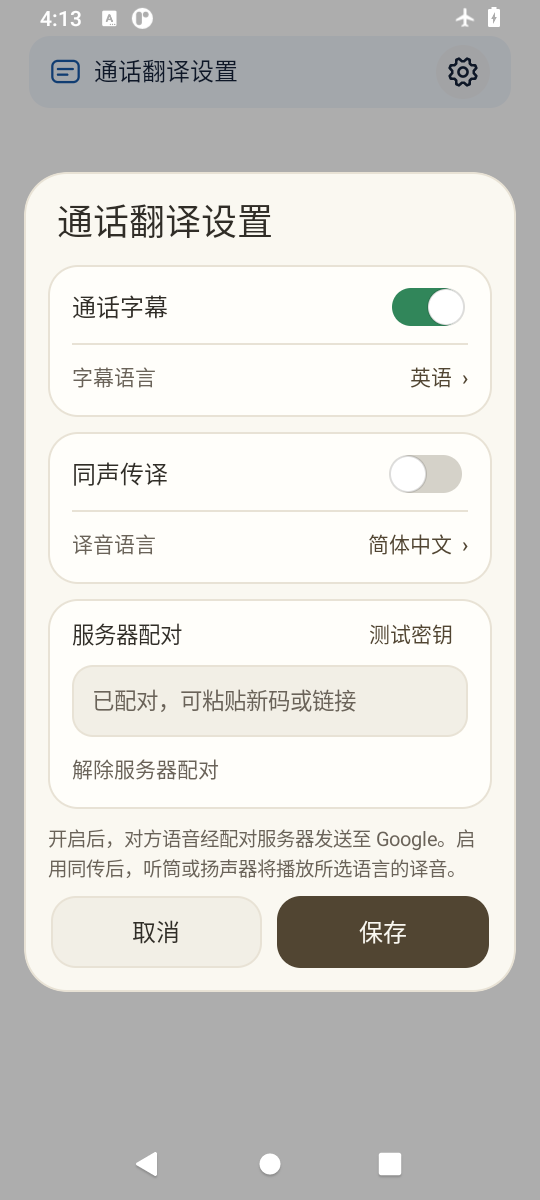 4:13
A
通话翻译设置
通话翻译设置
通话字幕
字幕语言
英语 ›
同声传译
译音语言
简体中文 ›
服务器配对
测试密钥
已配对，可粘贴新码或链接
解除服务器配对
开启后，对方语音经配对服务器发送至 Google。启
用同传后，听筒或扬声器将播放所选语言的译音。
取消
保存